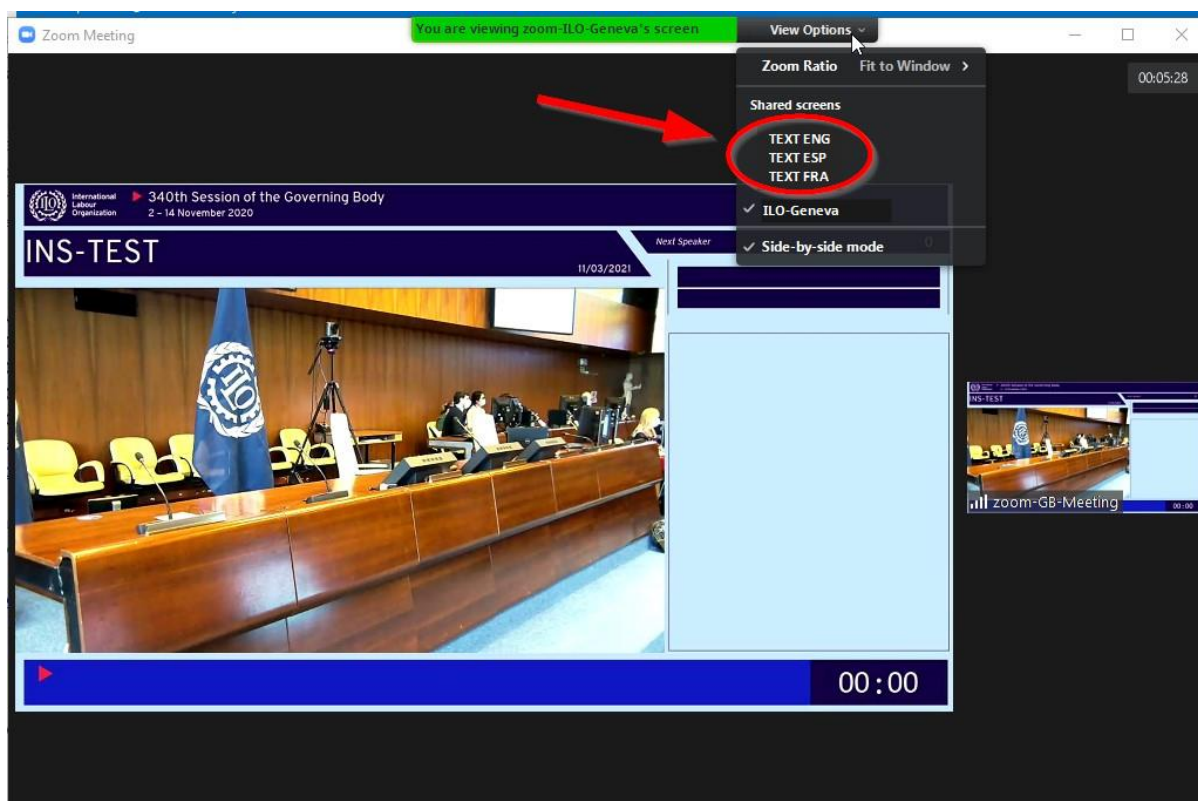 Zoom Meeting
You are viewing zoom-ILO-Geneva's screen
View Options
Zoom Ratio Fit to Window
00:05:28
Shared screens
TEXT ENG
TEXT ESP
TEXT FRA
ILO-Geneva
Side-by-side mode 0
International
Labour
Organization
340th Session of the Governing Body
2 – 14 November 2020
INS-TEST
Next Speaker
11/03/2021
ILO
00:00
INS-TEST
zoom-GB-Meeting
00:00